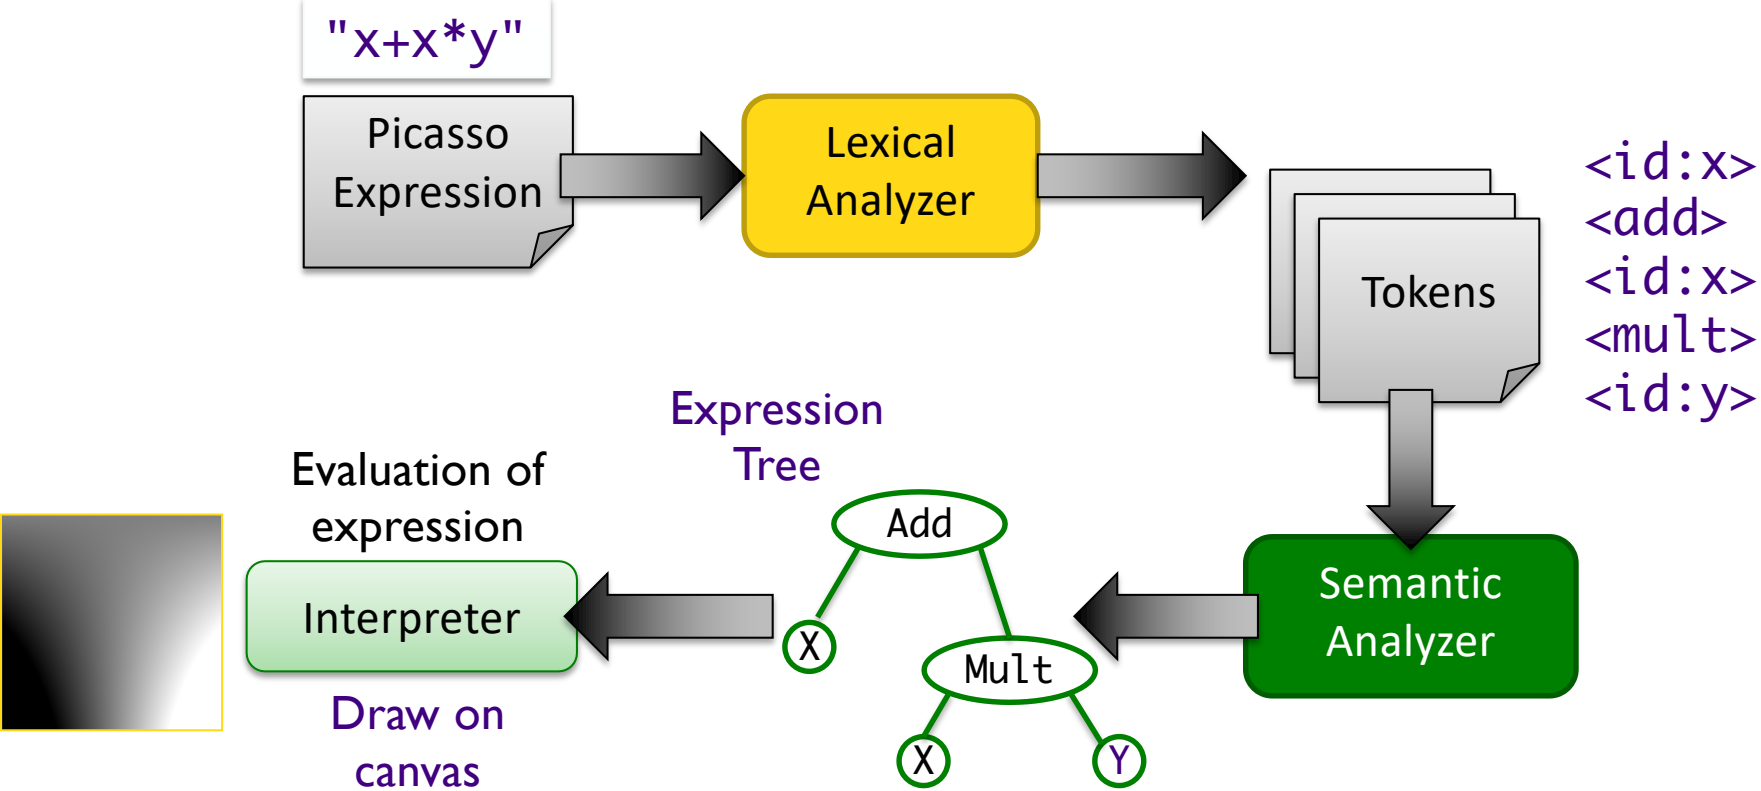 "x+x*y"
Picasso
Expression
Lexical
Analyzer
Tokens
<id:x>
<add>
<id:x>
<mult>
<id:y>
Semantic
Analyzer
Expression
Tree
Add
X
Mult
X
Y
Evaluation of
expression
Interpreter
Draw on
canvas